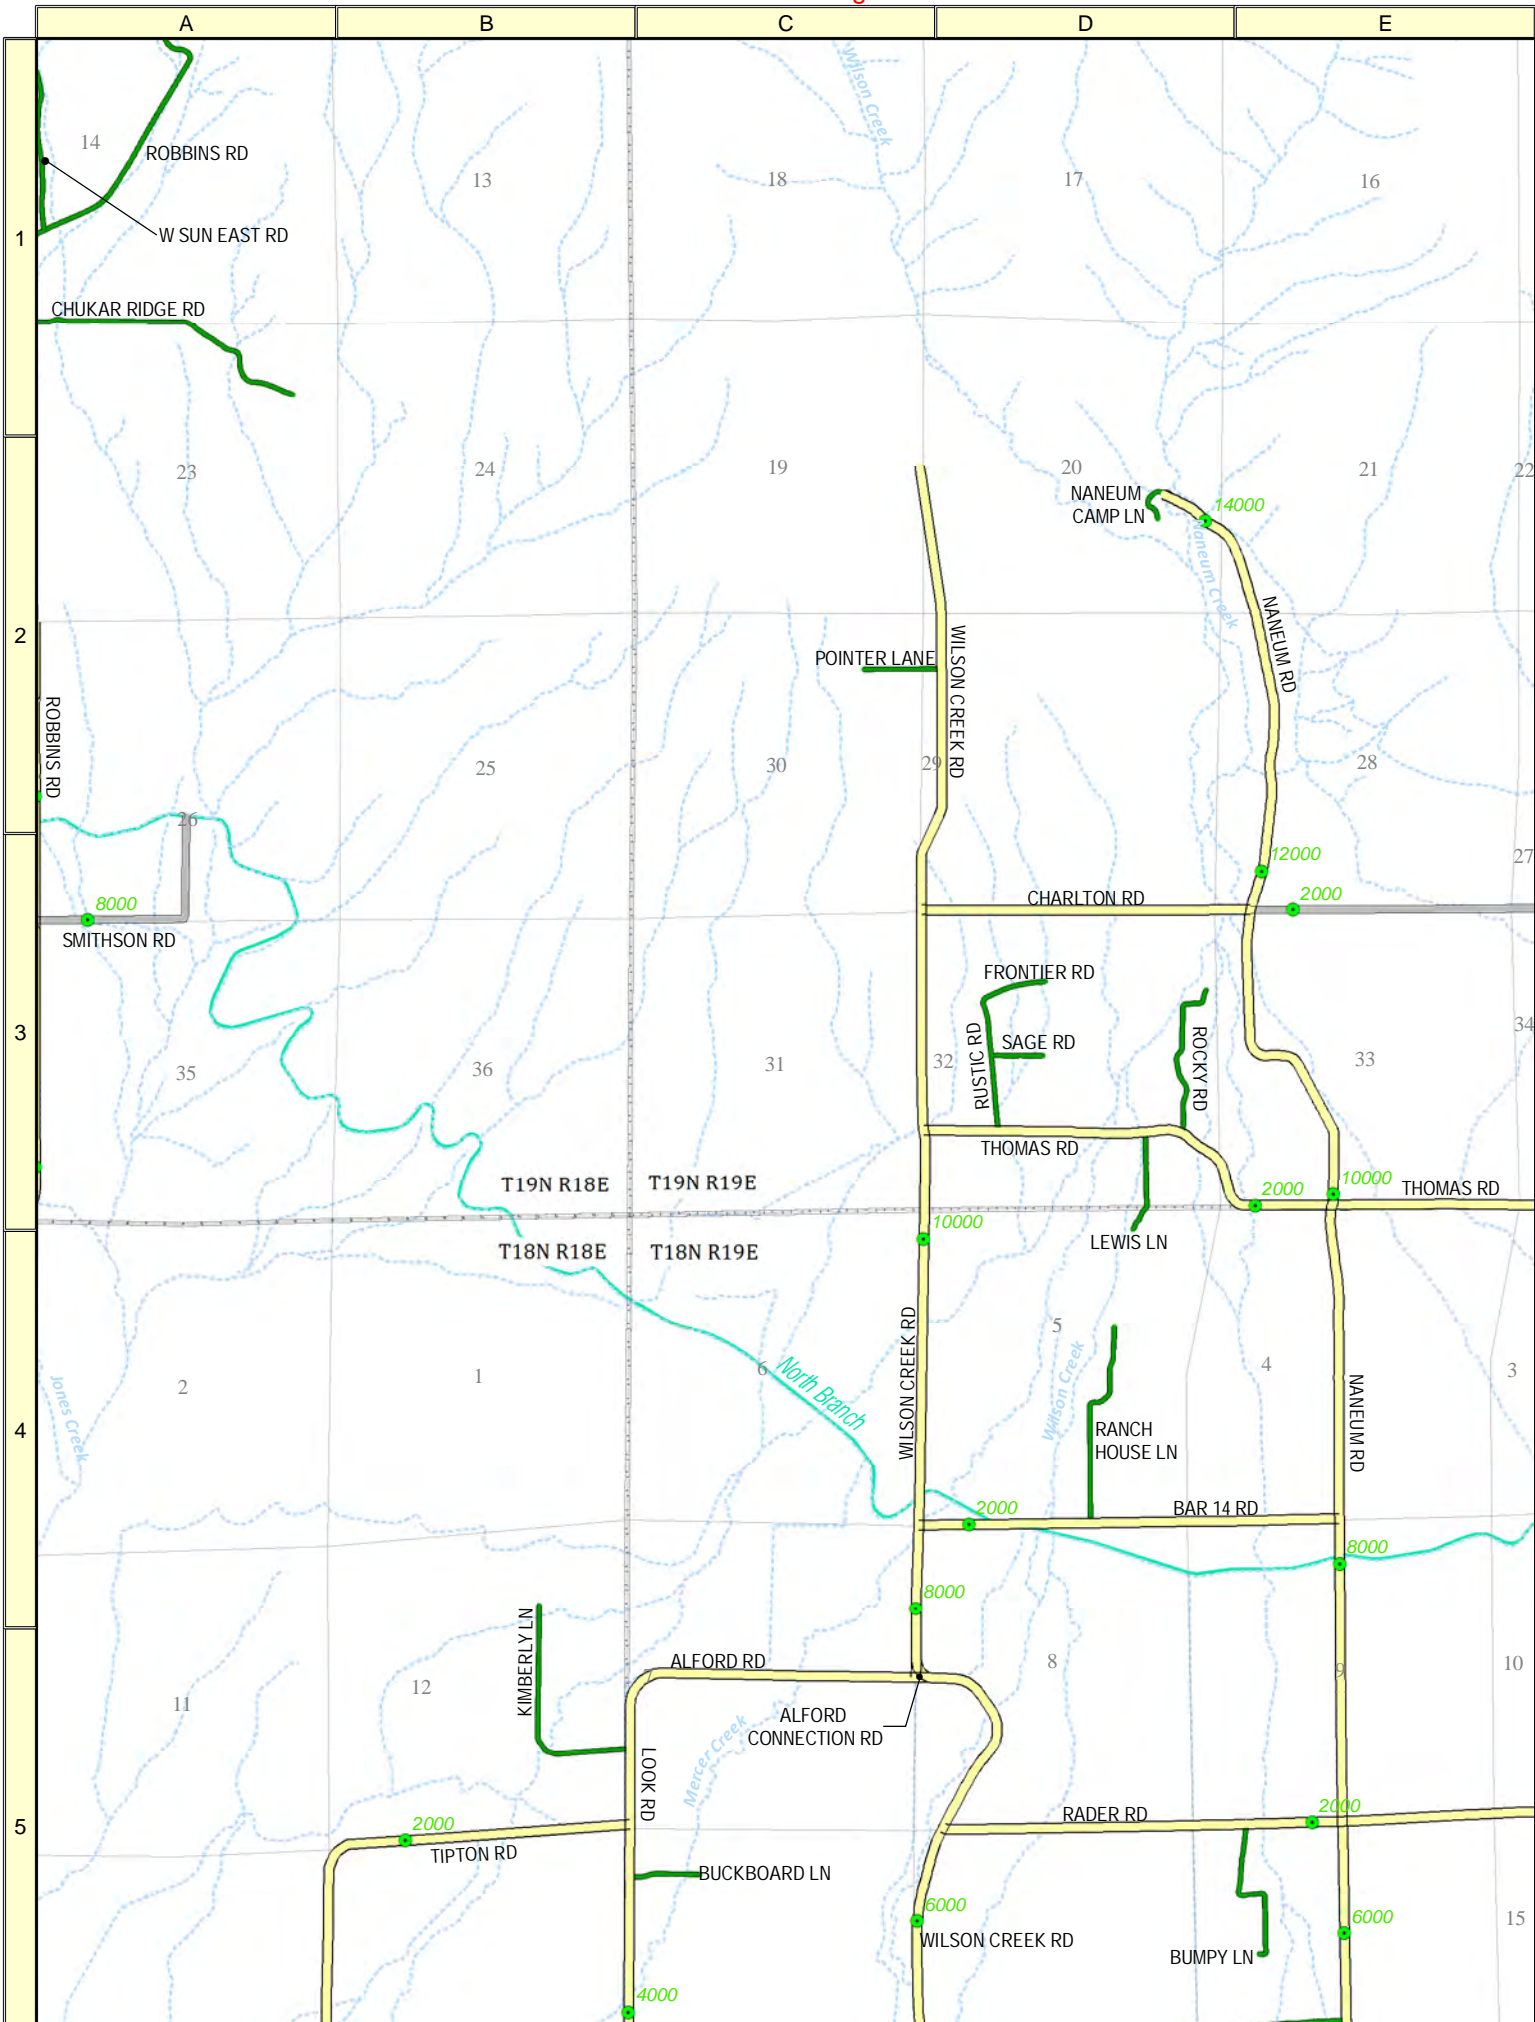 A B C D E
Wilson Creek
14
ROBBINS RD
13
18
17
16
1
W SUN EAST RD
CHUKAR RIDGE RD
23
24
19
20
21
22
NANEUM
CAMP LN
14000
Naneum Creek
2
NANEUM RD
POINTER LANE
WILSON CREEK RD
ROBBINS RD
25
30
29
28
26
12000
27
8000
CHARLTON RD
2000
SMITHSON RD
FRONTIER RD
3
RUSTIC RD
SAGE RD
ROCKY RD
34
35
36
31
32
33
THOMAS RD
T19N R18E
T19N R19E
2000
10000
THOMAS RD
10000
LEWIS LN
T18N R18E
T18N R19E
WILSON CREEK RD
5
Wilson Creek
Jones Creek
2
1
6
North Branch
4
3
NANEUM RD
4
RANCH
HOUSE LN
2000
BAR 14 RD
8000
8000
KIMBERLY LN
ALFORD RD
8
9
10
11
12
ALFORD
CONNECTION RD
Mercer Creek
LOOK RD
5
2000
TIPTON RD
RADER RD
2000
BUCKBOARD LN
6000
WILSON CREEK RD
6000
15
BUMPY LN
4000